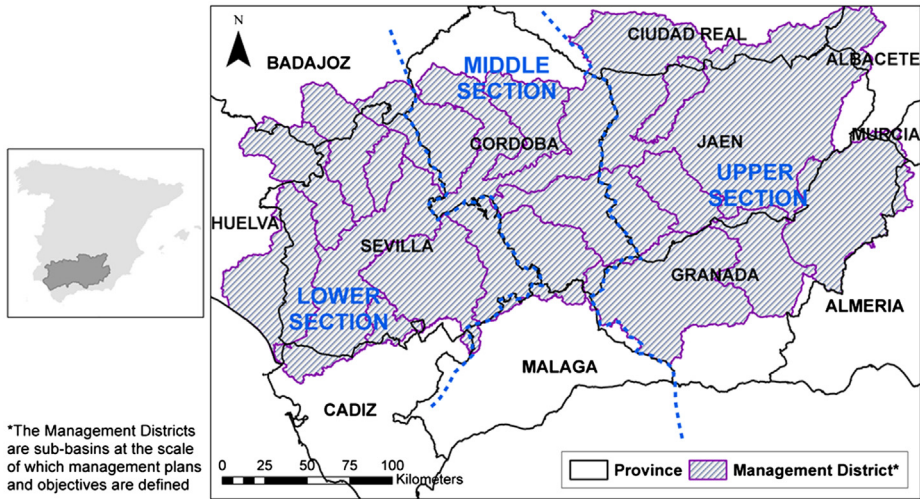 N
CIUDAD REAL
BADAJOZ
ALBACETE
MIDDLE
SECTION
CORDOBA
JAEN
MURCIA
UPPER
SECTION
HUELVA
SEVILLA
GRANADA
LOWER
SECTION
ALMERIA
MALAGA
CADIZ
*The Management Districts
are sub-basins at the scale
of which management plans
and objectives are defined
0 25 50 75 100
Kilometers
Province Management District*